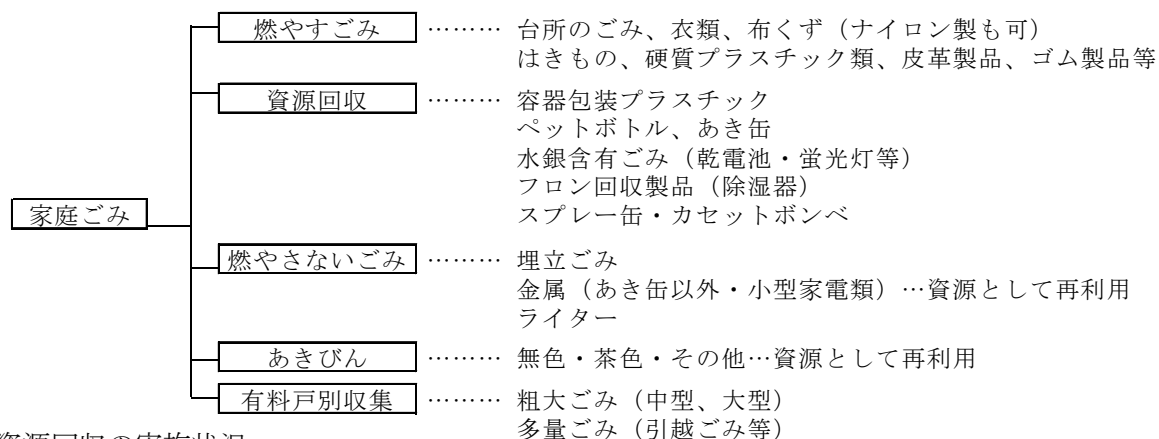 燃やすごみ ……… 台所のごみ、衣類、布くず（ナイロン製も可）
はきもの、硬質プラスチック類、皮革製品、ゴム製品等
資源回収 ……… 容器包装プラスチック
ペットボトル、あき缶
水銀含有ごみ（乾電池・蛍光灯等）
フロン回収製品（除湿器）
スプレー缶・カセットボンベ
家庭ごみ
燃やさないごみ ……… 埋立ごみ
金属（あき缶以外・小型家電類）…資源として再利用
ライター
あきびん ……… 無色・茶色・その他…資源として再利用
有料戸別収集 ……… 粗大ごみ（中型、大型）
多量ごみ（引越ごみ等）